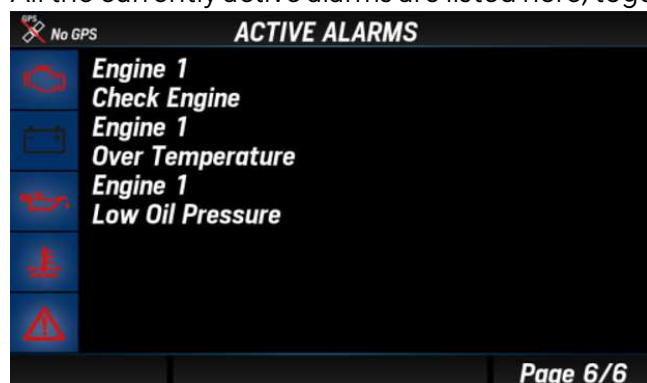 GPS
No GPS
ACTIVE ALARMS
Engine 1
Check Engine
Engine 1
Over Temperature
Engine 1
Low Oil Pressure
Page 6/6